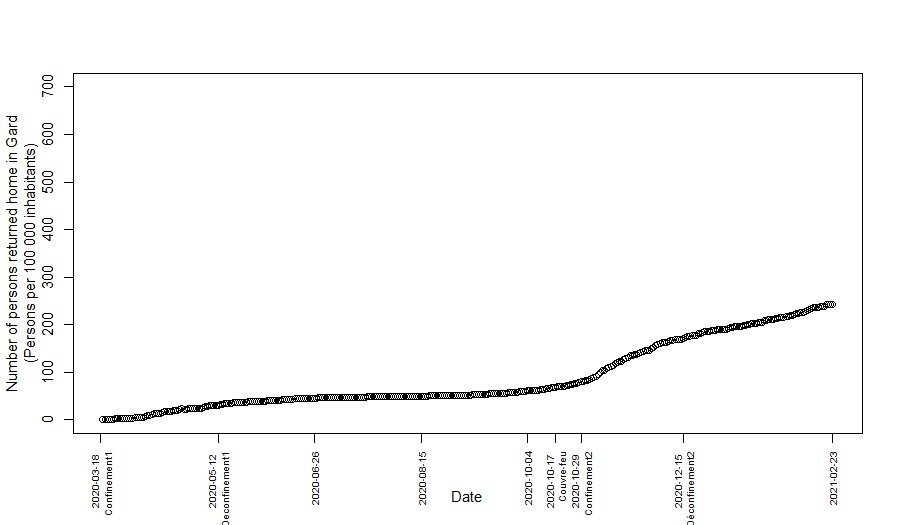 Number of persons returned home in Gard
(Persons per 100 000 inhabitants)
700
600
500
400
300
200
100
0
2020-03-18
Confinement1
2020-05-12
Déconfinement1
2020-06-26
2020-08-15
2020-10-04
2020-10-17
Couvre-feu
2020-10-29
Confinement2
2020-12-15
Déconfinement2
2021-02-23
Date